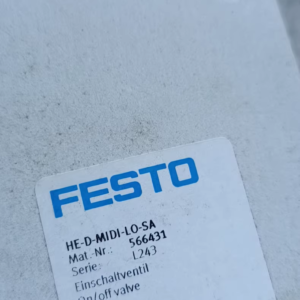 FESTO
HE-D-MIDI-LO-SA
Mat.-Nr.: 566431
Serie: L243
Einschaltventil
On/off valve